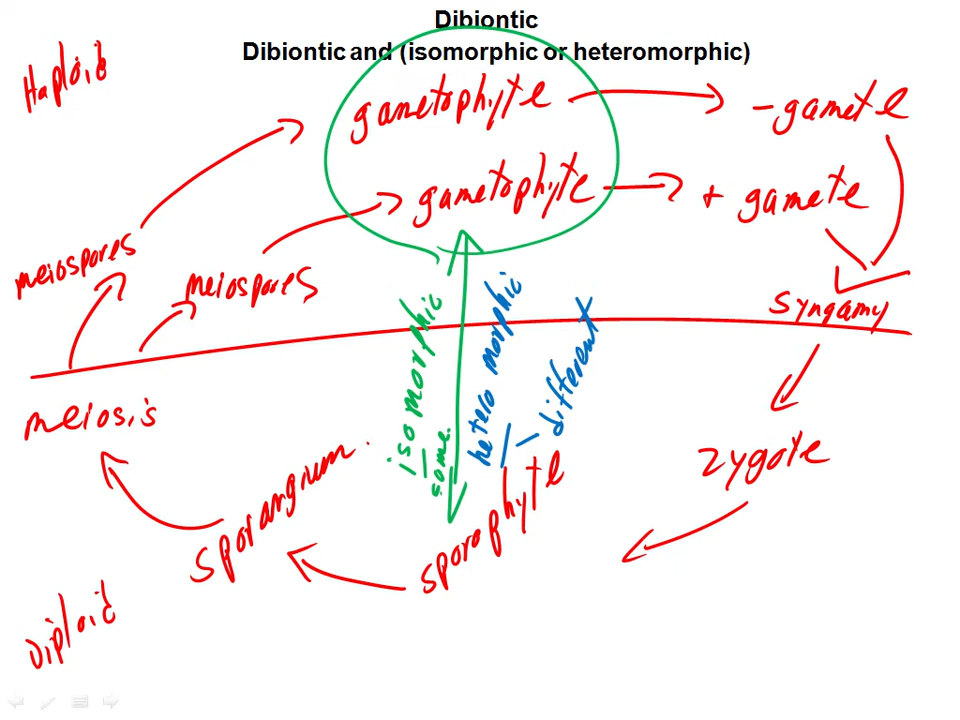 Dibiontic
Dibiontic and (isomorphic or heteromorphic)
Haploid
gametophyte
-gamete
gametophyte
+ gamete
meiospores
meiospores
syngamy
isomorphic
some
heteromorphic
- different
meiosis
zygote
sporangium
sporophyte
Diploid